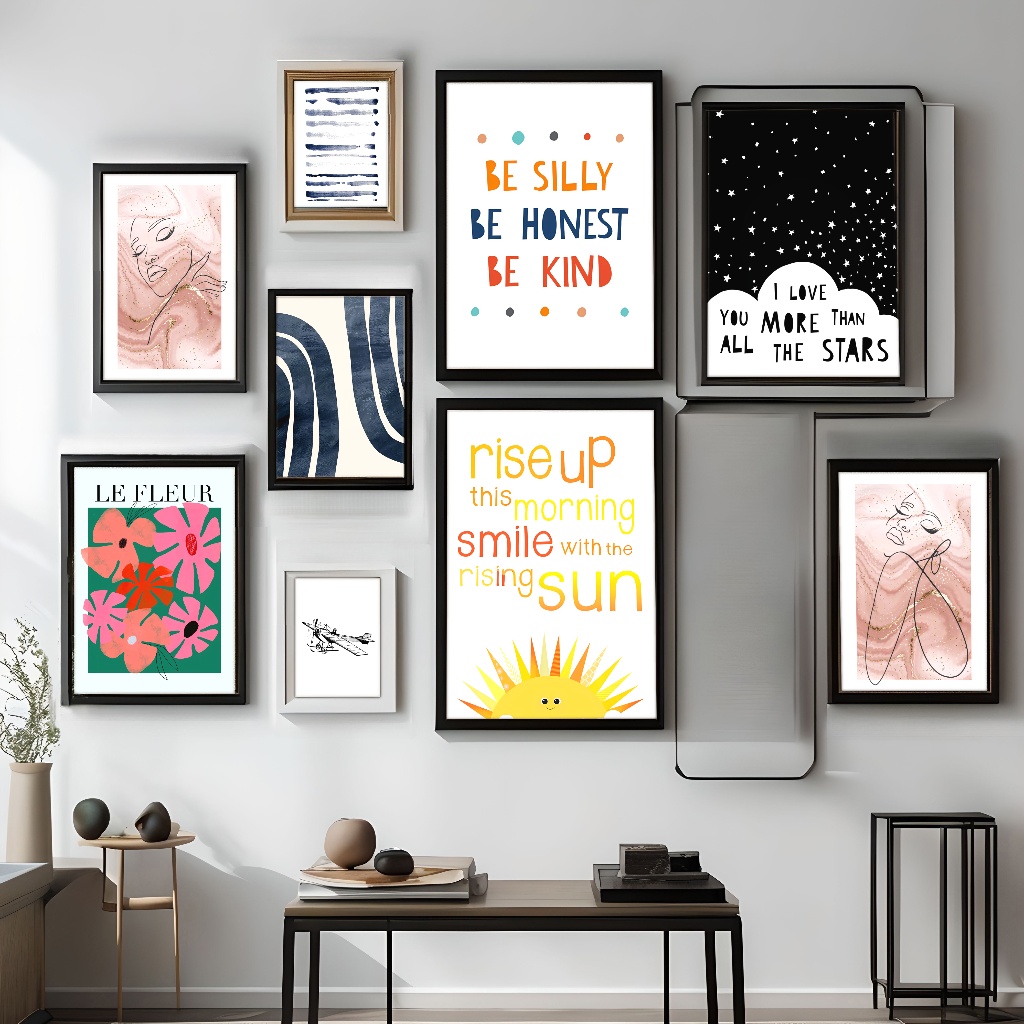 BE SILLY
BE HONEST
BE KIND
I LOVE
YOU MORE THAN
ALL THE STARS
LE FLEUR
rise up
this morning
smile with the
rising sun